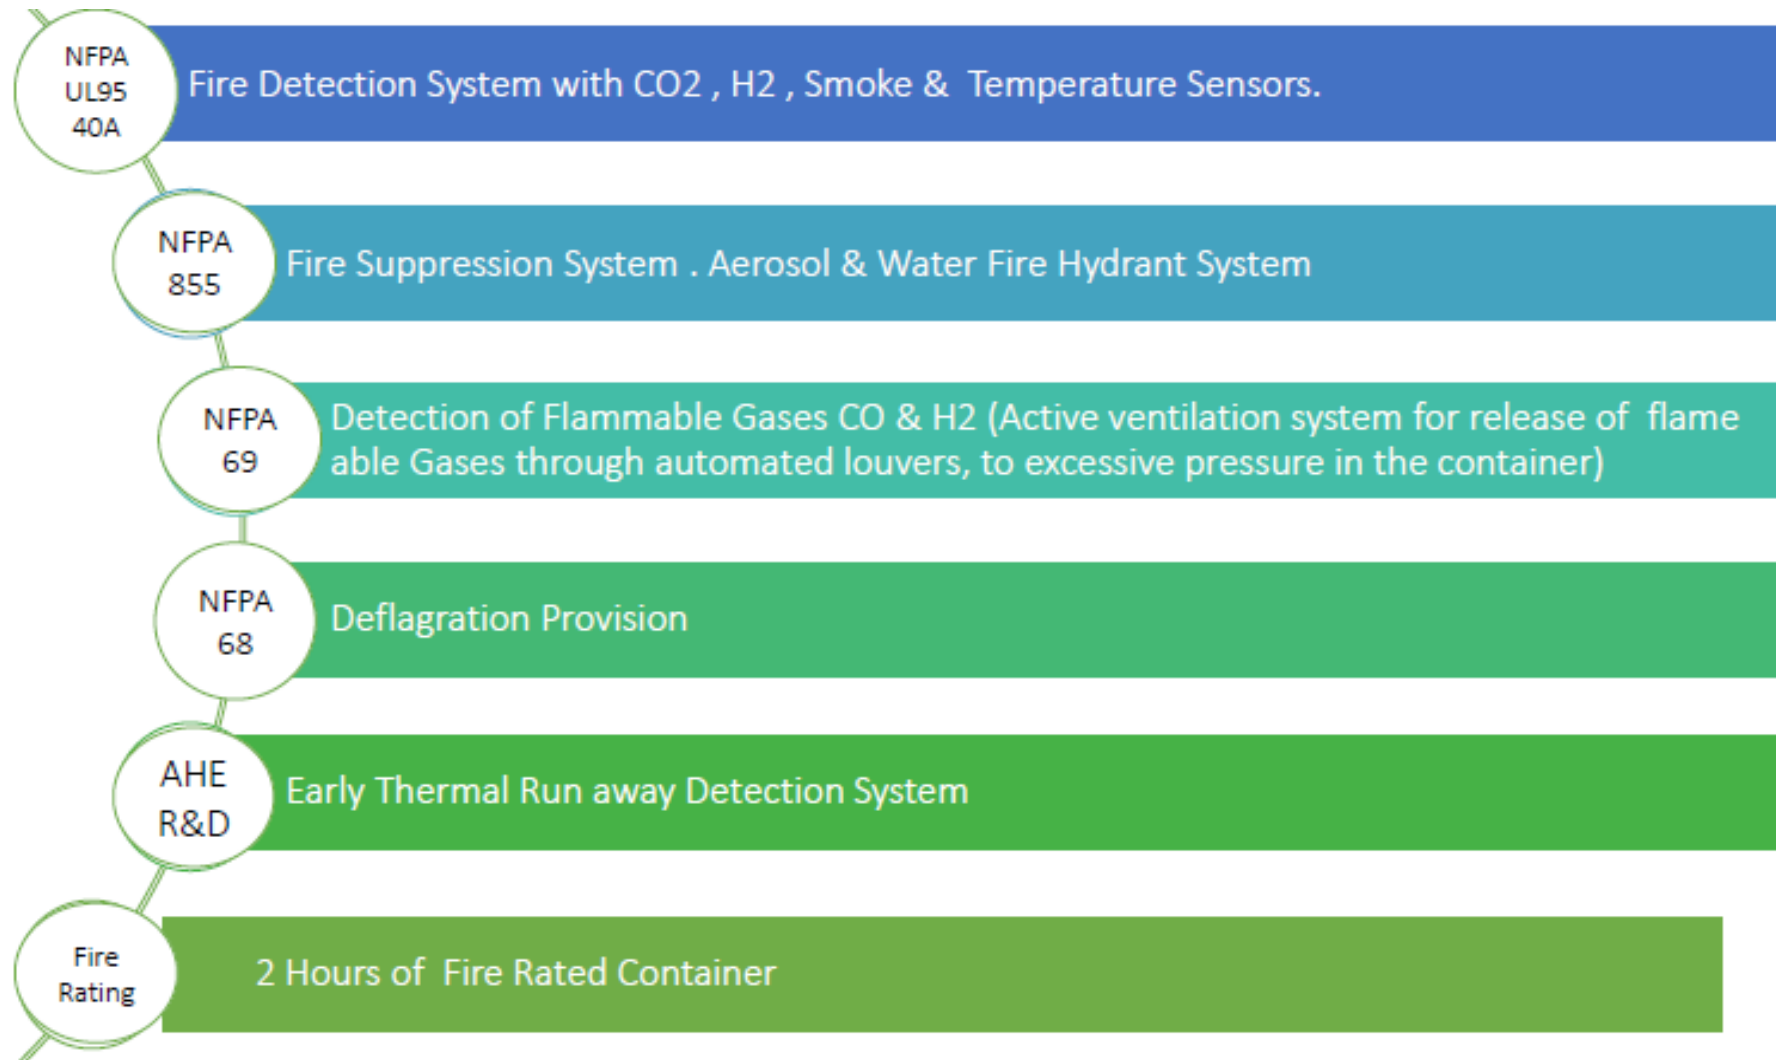 NFPA
UL95
40A
Fire Detection System with CO2 , H2 , Smoke &  Temperature Sensors.
NFPA
855
Fire Suppression System . Aerosol & Water Fire Hydrant System
NFPA
69
Detection of Flammable Gases CO & H2 (Active ventilation system for release of  flame
able Gases through automated louvers, to excessive pressure in the container)
NFPA
68
Deflagration Provision
AHE
R&D
Early Thermal Run away Detection System
Fire
Rating
2 Hours of  Fire Rated Container